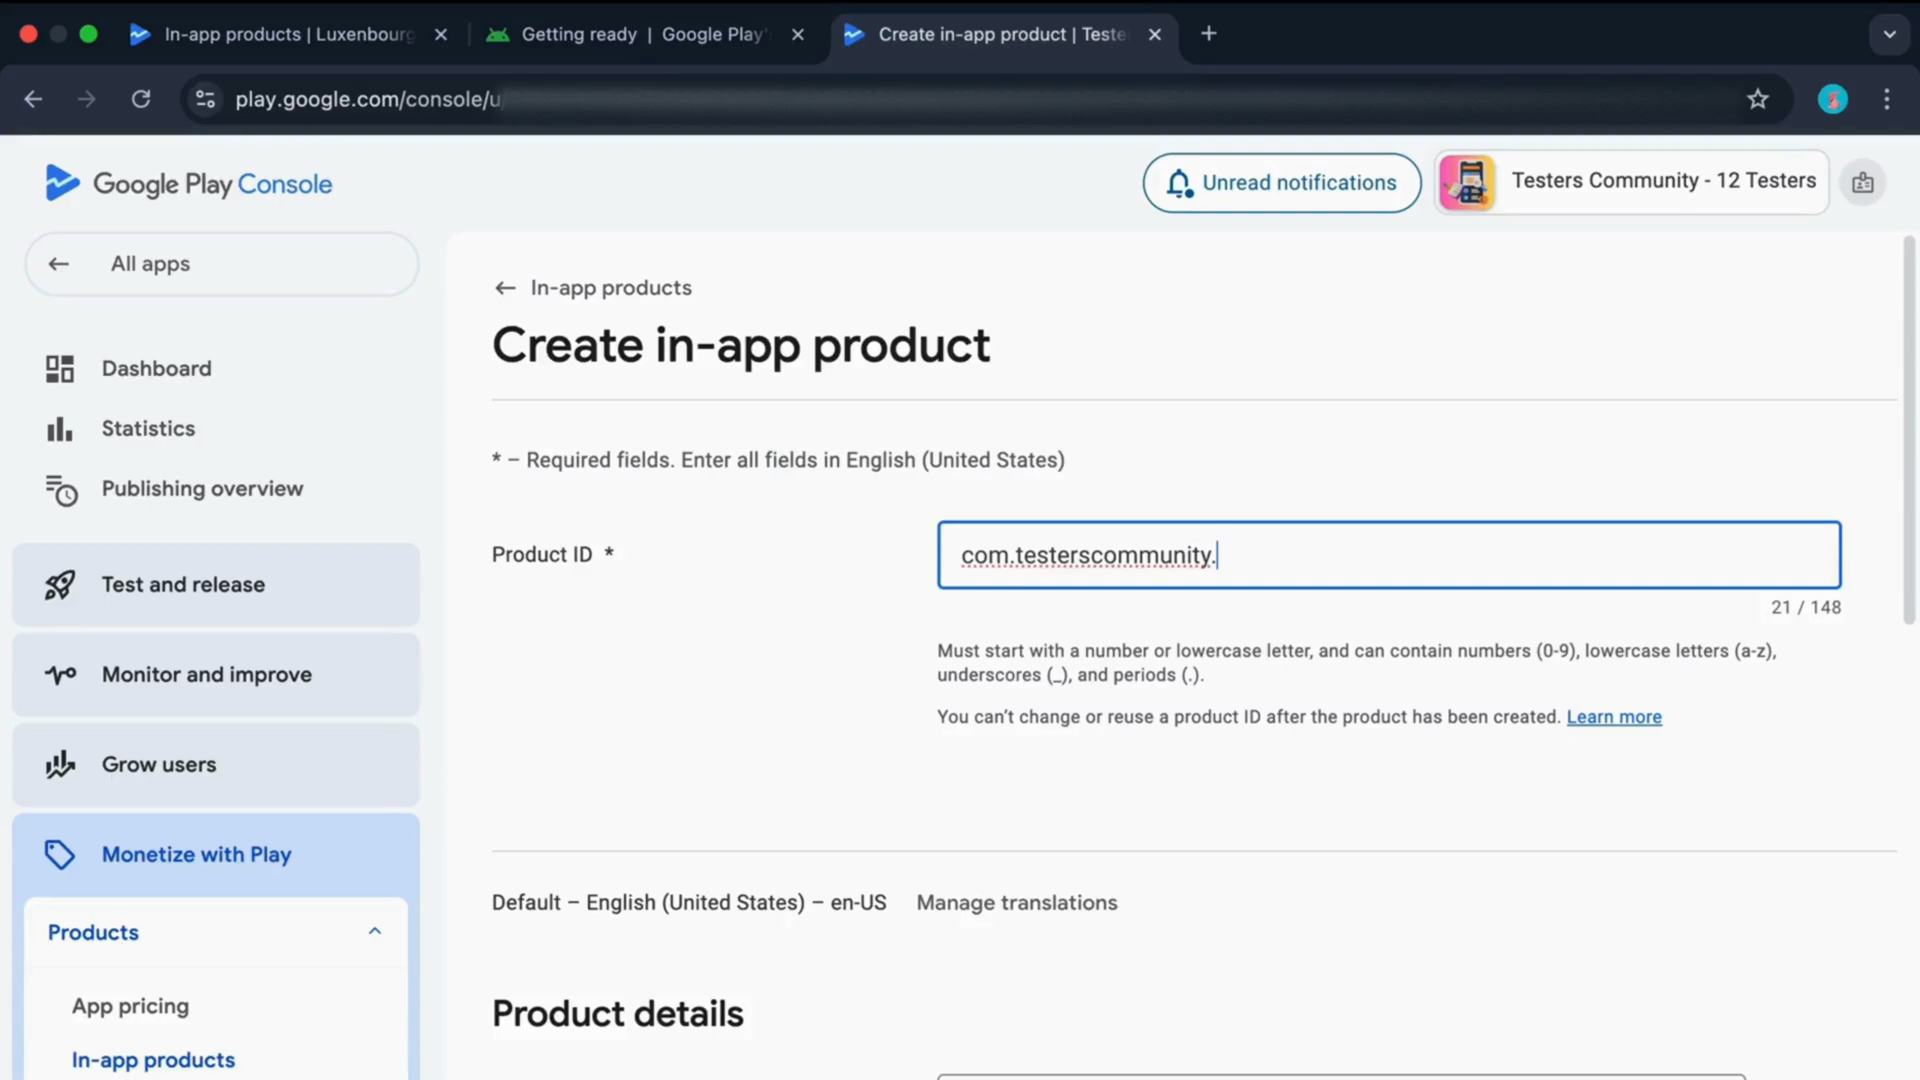 In-app products | Luxenbourg
Getting ready | Google Play'
Create in-app product | Teste
play.google.com/console/u/
Google Play Console
Unread notifications
Testers Community - 12 Testers
All apps
In-app products
Create in-app product
Dashboard
Statistics
Publishing overview
* – Required fields. Enter all fields in English (United States)
Product ID *
com.testerscommunity.
21 / 148
Must start with a number or lowercase letter, and can contain numbers (0-9), lowercase letters (a-z),
underscores (_), and periods (.).
You can't change or reuse a product ID after the product has been created. Learn more
Test and release
Monitor and improve
Grow users
Monetize with Play
Products
App pricing
In-app products
Default – English (United States) – en-US Manage translations
Product details